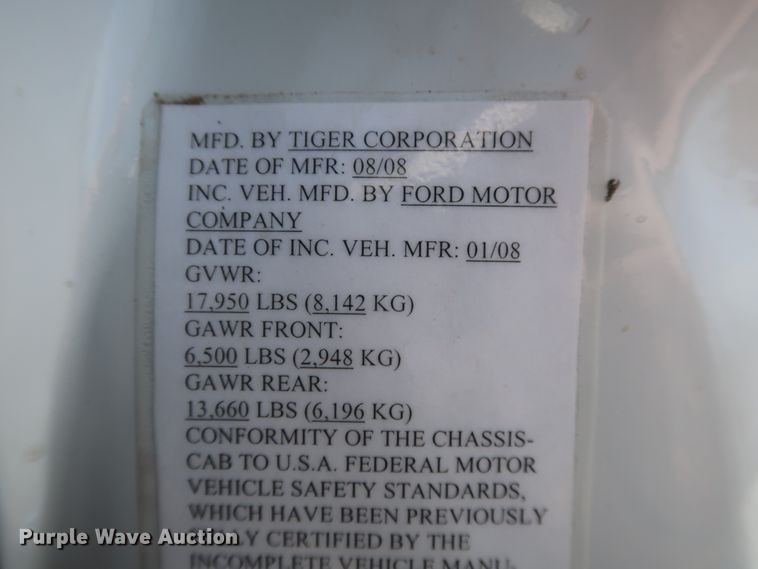 MFD. BY TIGER CORPORATION
DATE OF MFR: 08/08
INC. VEH. MFD. BY FORD MOTOR
COMPANY
DATE OF INC. VEH. MFR: 01/08
GVWR:
17,950 LBS (8,142 KG)
GAWR FRONT:
6,500 LBS (2,948 KG)
GAWR REAR:
13,660 LBS (6,196 KG)
CONFORMITY OF THE CHASSIS-
CAB TO U.S.A. FEDERAL MOTOR
VEHICLE SAFETY STANDARDS,
WHICH HAVE BEEN PREVIOUSLY
CERTIFIED BY THE
INCOMPLETE VEHICLE MANU-
Purple Wave Auction